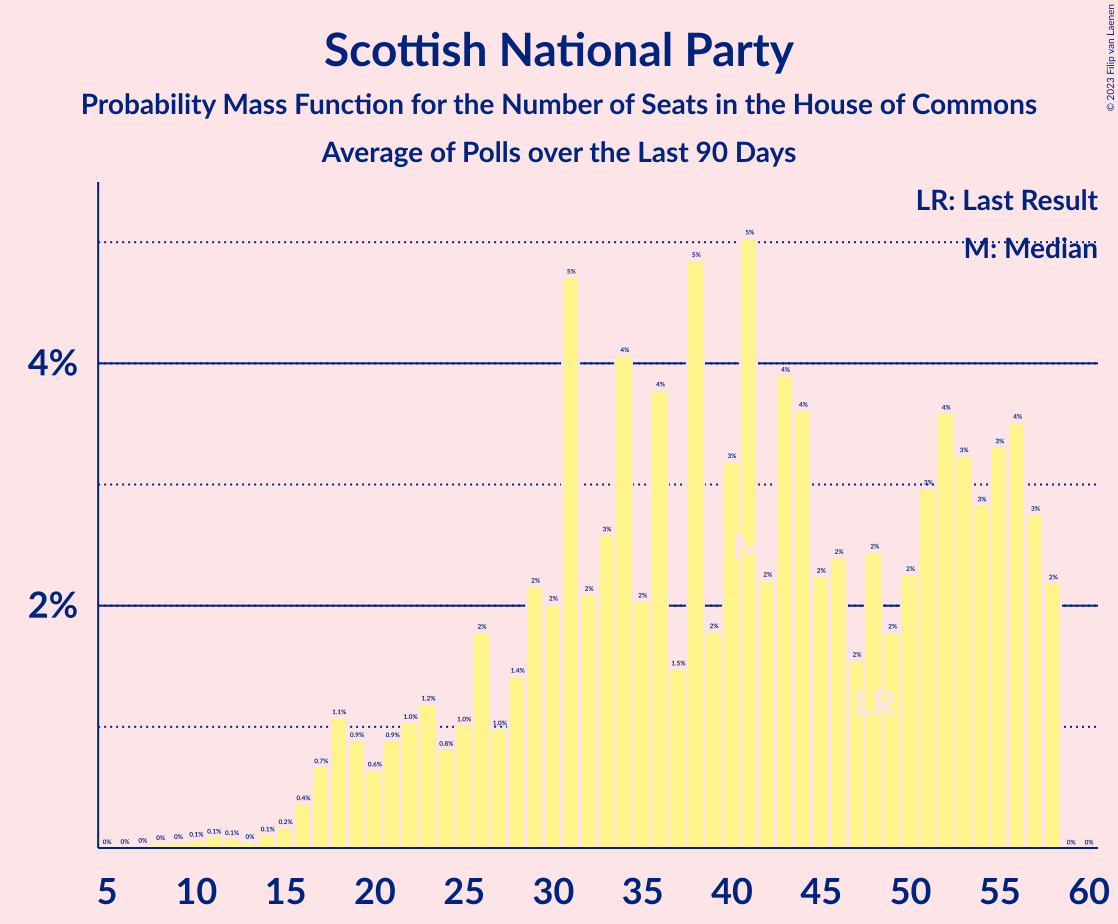 Scottish National Party
Probability Mass Function for the Number of Seats in the House of Commons
Average of Polls over the Last 90 Days
© 2023 Filip van Laenen
LR: Last Result
M: Median
4%
2%
0% 0% 0% 0% 0% 0.1% 0.1% 0.1% 0% 0.1% 0.2% 0.4% 0.7% 1.1% 0.9% 0.6% 0.9% 1.0% 1.2% 0.8% 1.0% 2% 1.0% 1.4% 2% 2% 5% 2% 3% 4% 2% 4% 1.5% 5% 2% 3% 5% 2% 4% 4% 2% 2% 2% 2% 2% 2% 3% 4% 3% 3% 3% 4% 3% 2% 0% 0%
M
LR
5 10 15 20 25 30 35 40 45 50 55 60